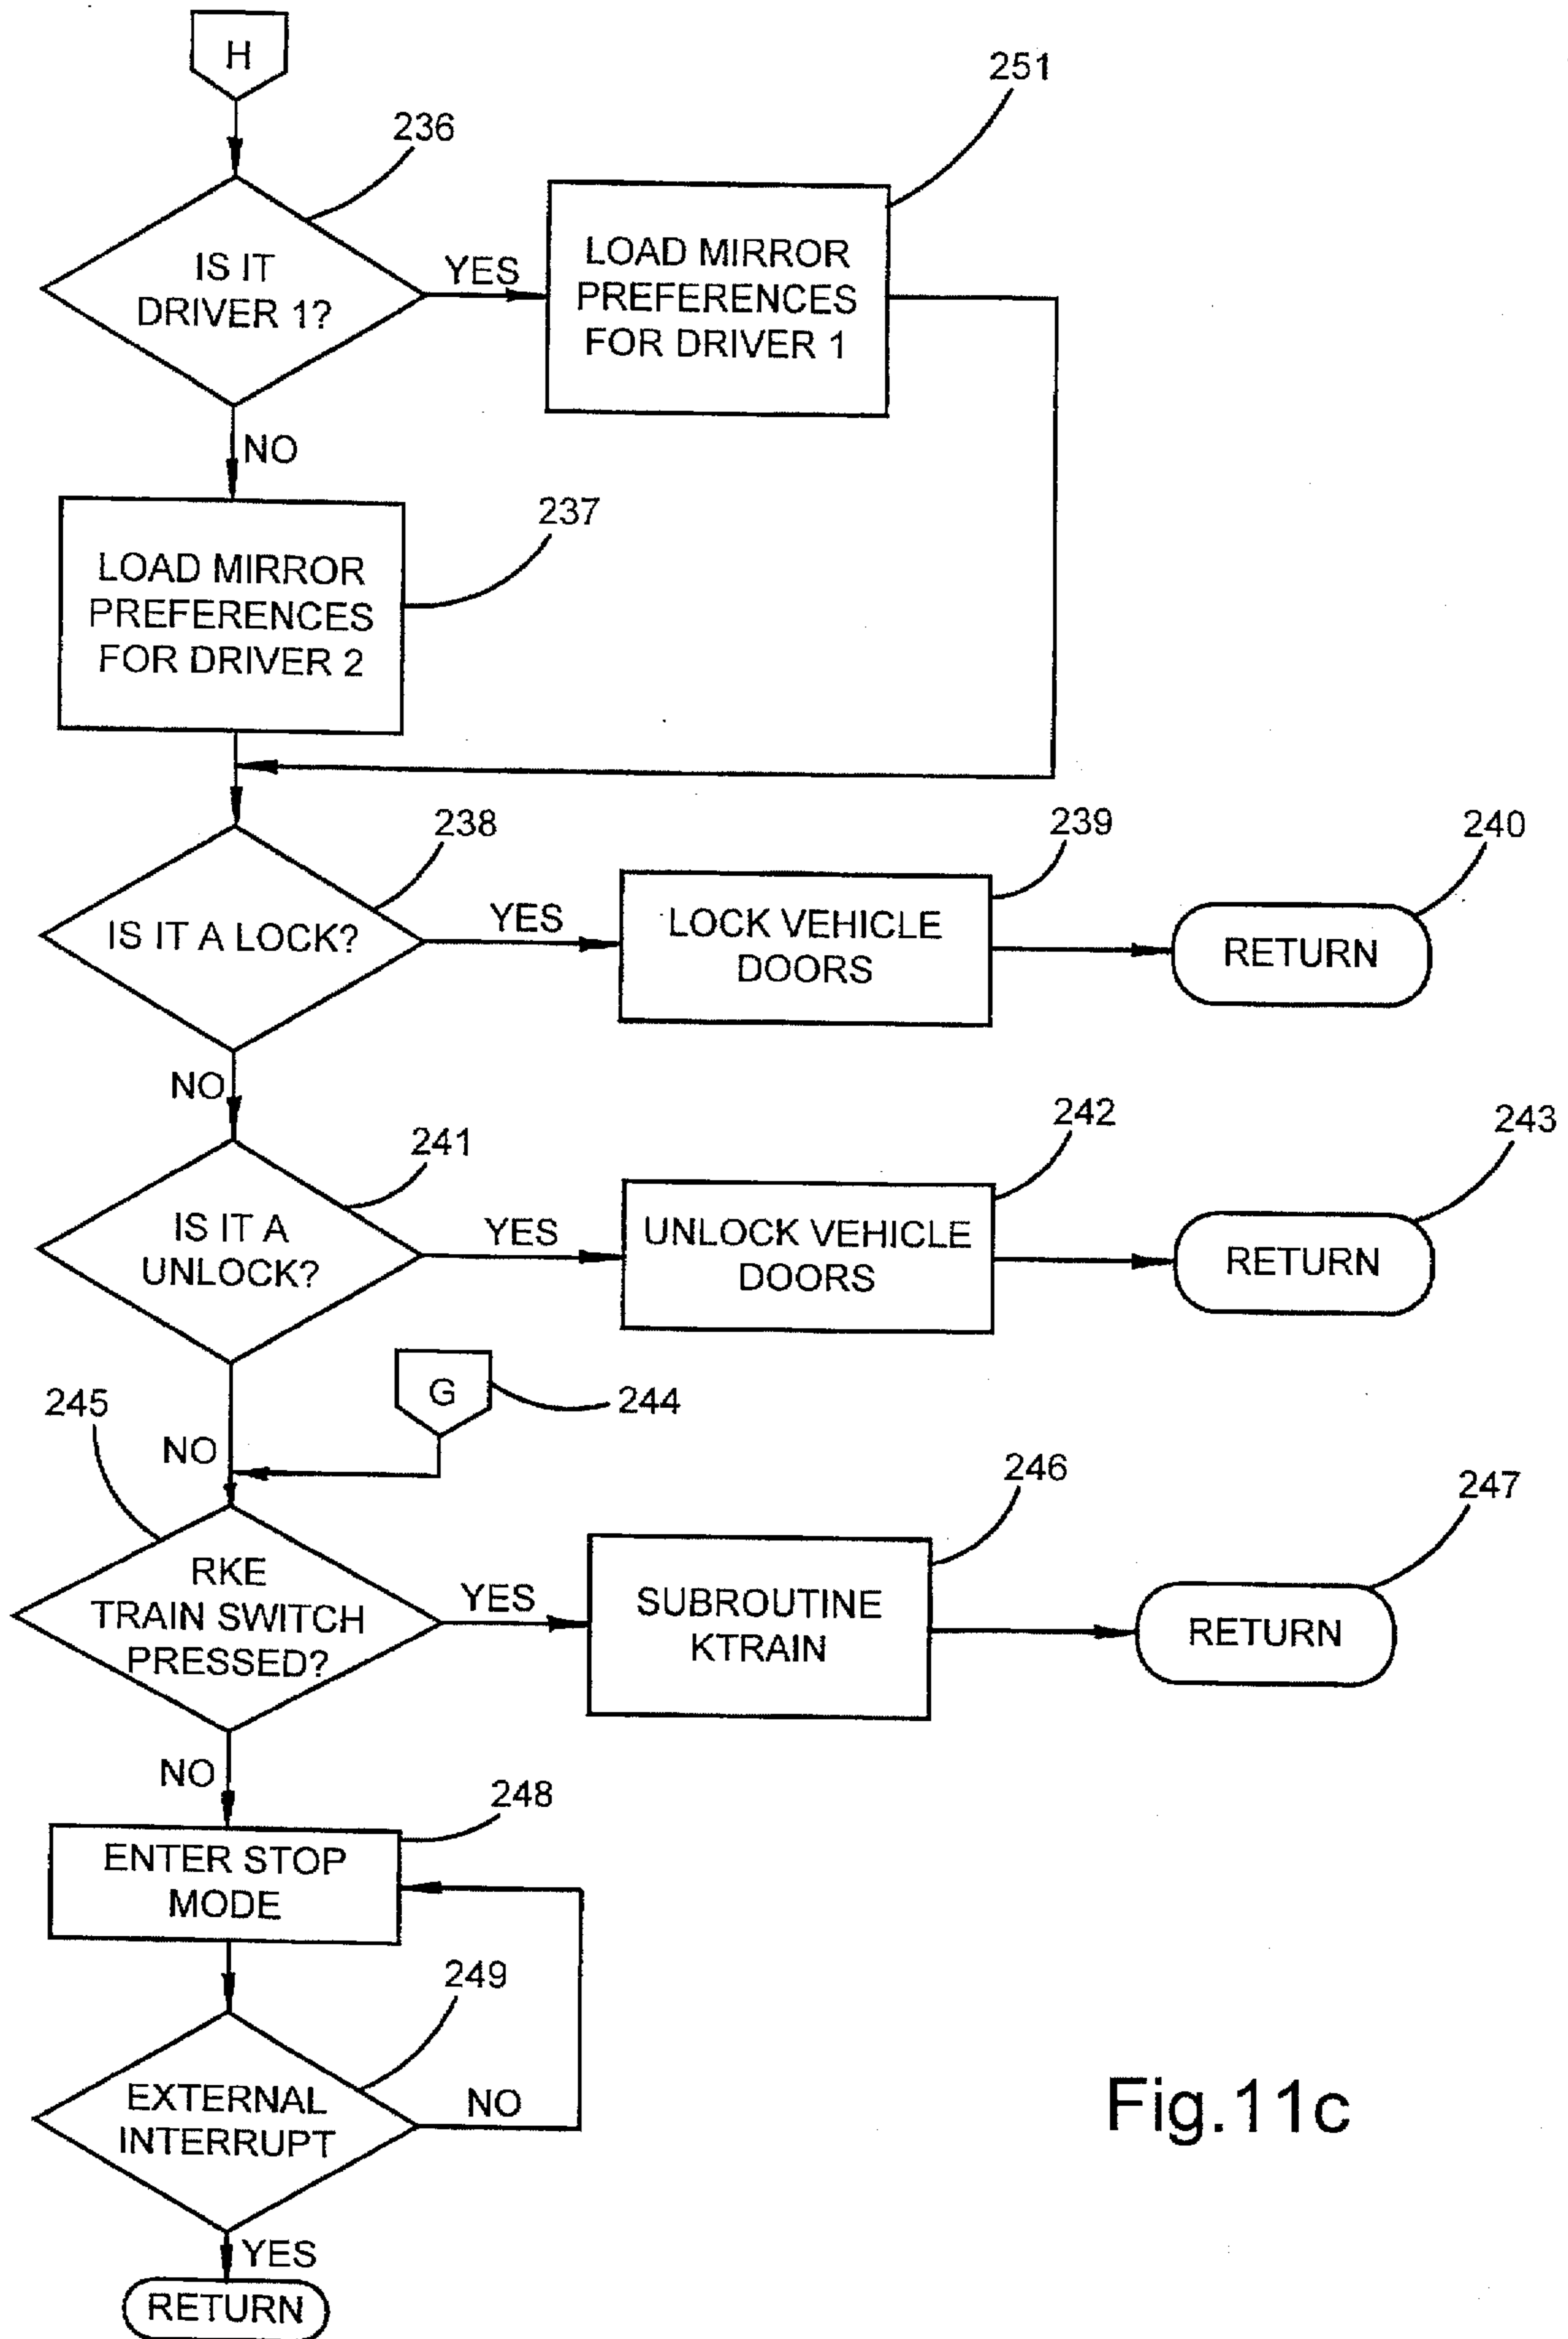 H
236
251
IS IT
DRIVER 1?
YES
LOAD MIRROR
PREFERENCES
FOR DRIVER 1
NO
237
LOAD MIRROR
PREFERENCES
FOR DRIVER 2
238
239
240
IS IT A LOCK?
YES
LOCK VEHICLE
DOORS
RETURN
NO
241
242
243
IS IT A
UNLOCK?
YES
UNLOCK VEHICLE
DOORS
RETURN
G
244
245
NO
246
247
RKE
TRAIN SWITCH
PRESSED?
YES
SUBROUTINE
KTRAIN
RETURN
NO
248
ENTER STOP
MODE
249
EXTERNAL
INTERRUPT
NO
YES
RETURN
Fig.11c